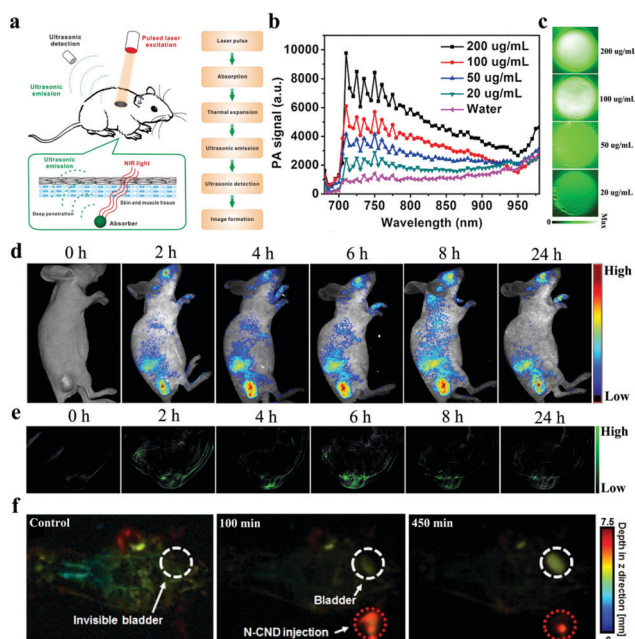 a
Ultrasonic
detection
Pulsed laser
excitation
Ultrasonic
emission
Ultrasonic
emission
NIR light
Skin and muscle tissue
Deep penetration
Absorber
Laser pulse
Absorption
Thermal expansion
Ultrasonic emission
Ultrasonic detection
Image formation
b
PA signal (a.u.)
10000
8000
6000
4000
2000
0
200 ug/mL
100 ug/mL
50 ug/mL
20 ug/mL
Water
700 750 800 850 900 950
Wavelength (nm)
c
200 ug/mL
100 ug/mL
50 ug/mL
20 ug/mL
0 Max
d
0 h 2 h 4 h 6 h 8 h 24 h
High
Low
e
0 h 2 h 4 h 6 h 8 h 24 h
High
Low
f
Control
Invisible bladder
100 min
Bladder
N-CND injection
450 min
7.5
Depth in z direction [mm]
0